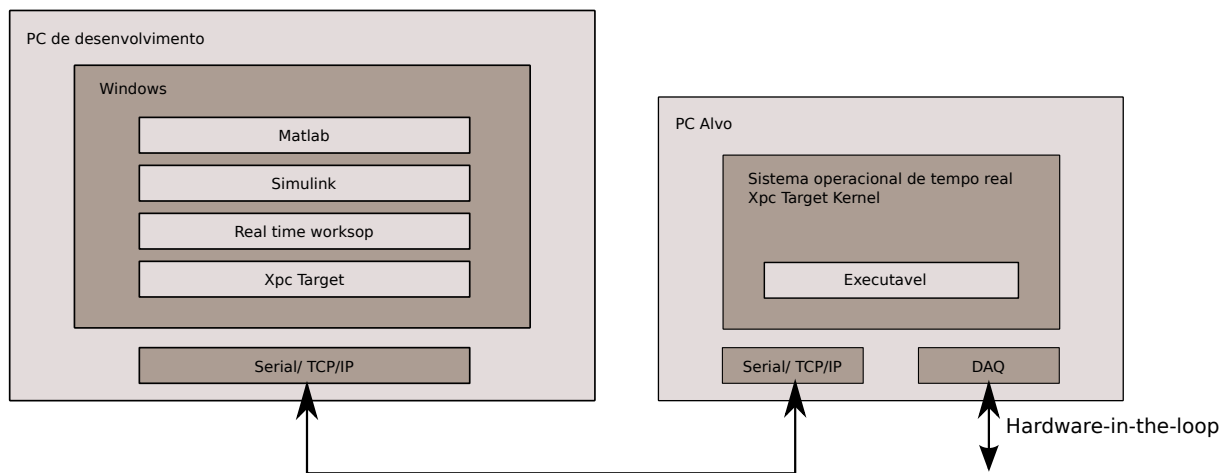 PC de desenvolvimento
Windows
Matlab
Simulink
Real time worksop
Xpc Target
Serial/ TCP/IP
PC Alvo
Sistema operacional de tempo real
Xpc Target Kernel
Executavel
Serial/ TCP/IP
DAQ
Hardware-in-the-loop